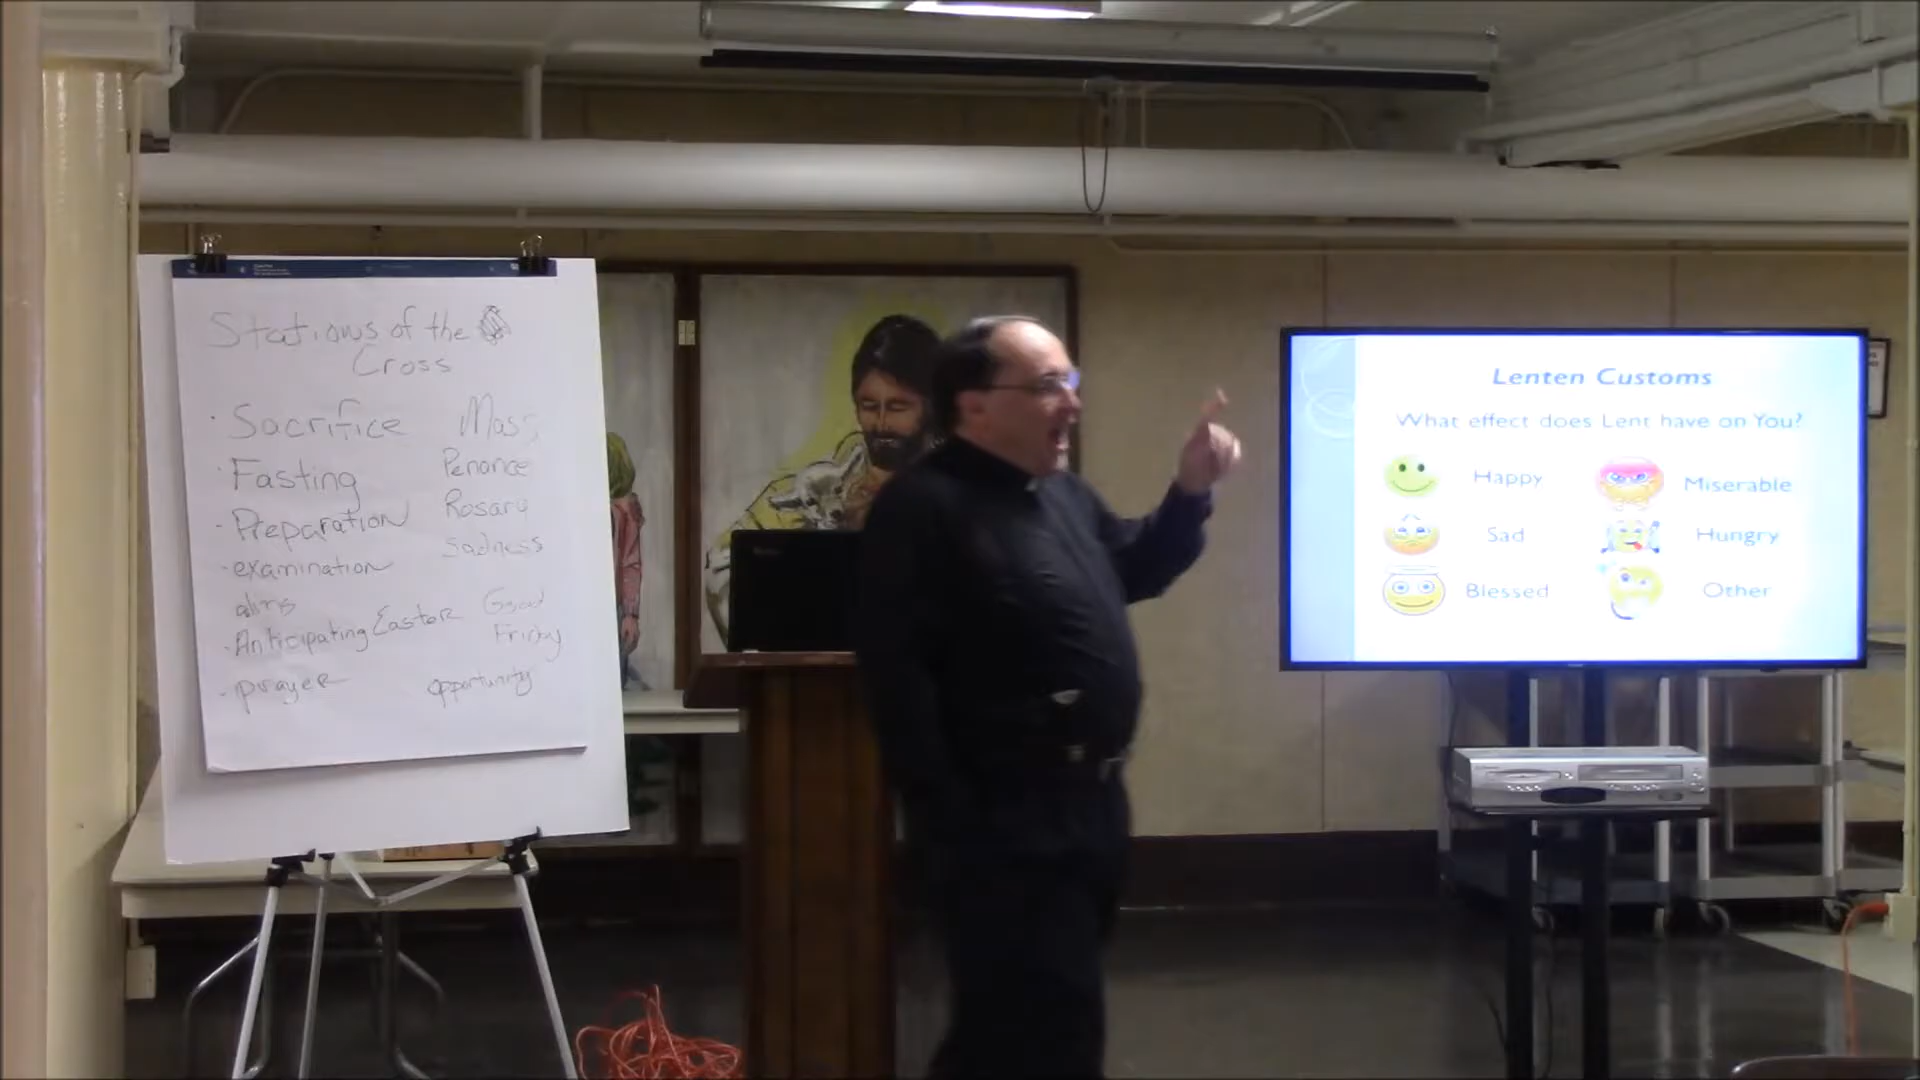 Stations of the
Cross
· Sacrifice Mass
· Fasting Penance
· Preparation Rosary
· examination Sadness
alms
· Anticipating Easter Good
Friday
· prayer opportunity
Lenten Customs
What effect does Lent have on You?
Happy Miserable
Sad Hungry
Blessed Other